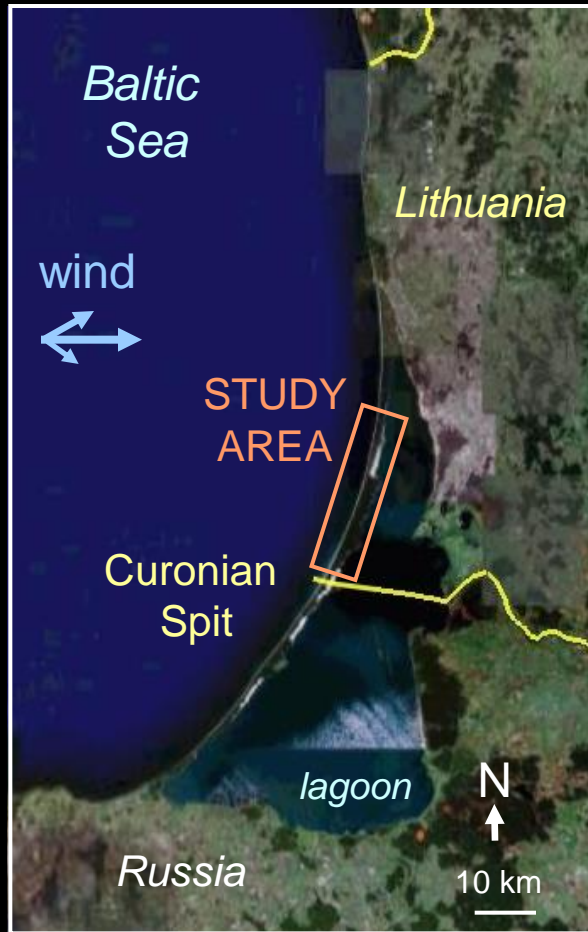 Baltic
Sea
Lithuania
wind
STUDY
AREA
Curonian
Spit
lagoon
N
Russia
10 km